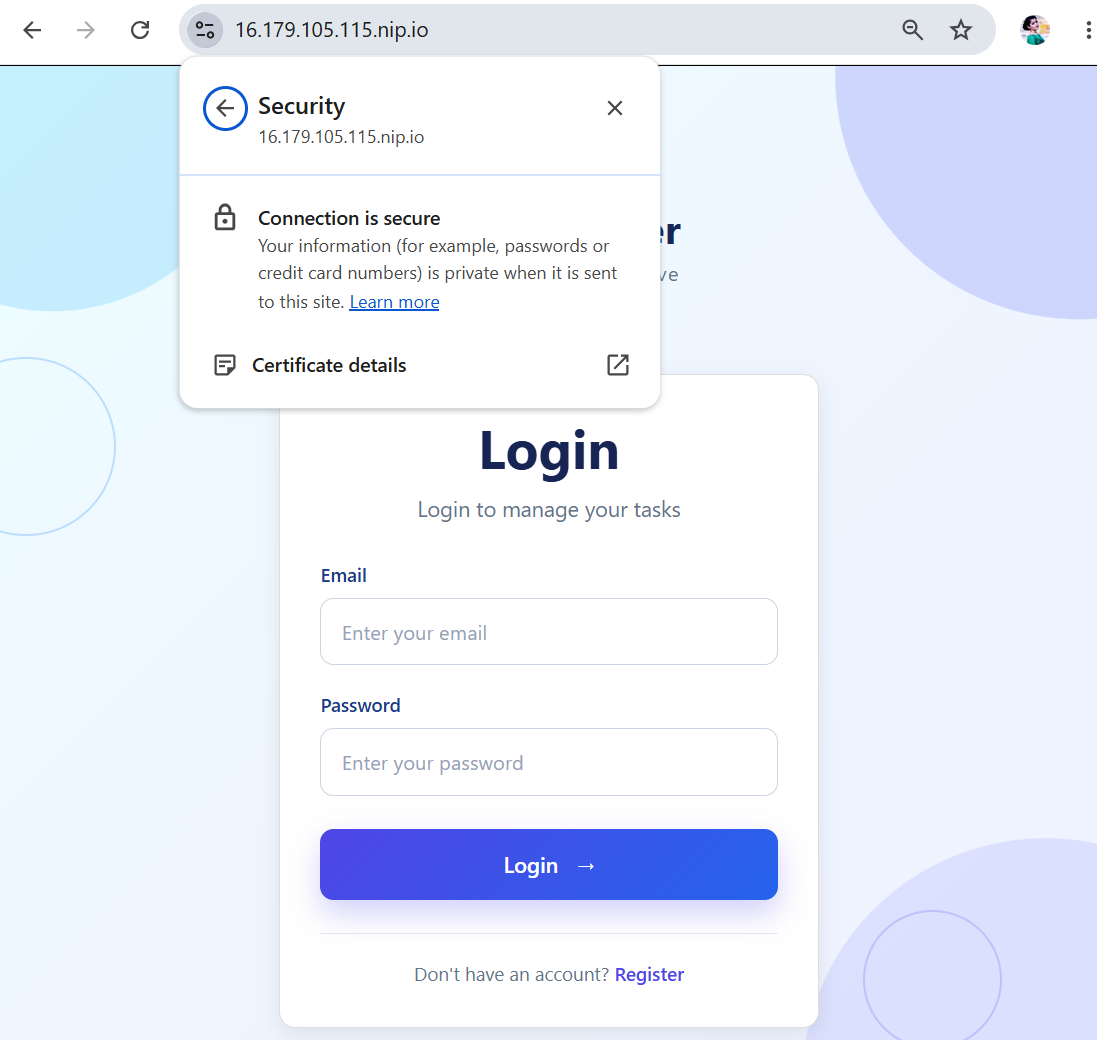 16.179.105.115.nip.io
Security
16.179.105.115.nip.io
Connection is secure
Your information (for example, passwords or
credit card numbers) is private when it is sent
to this site. Learn more
Certificate details
er
ve
Login
Login to manage your tasks
Email
Enter your email
Password
Enter your password
Login →
Don't have an account? Register